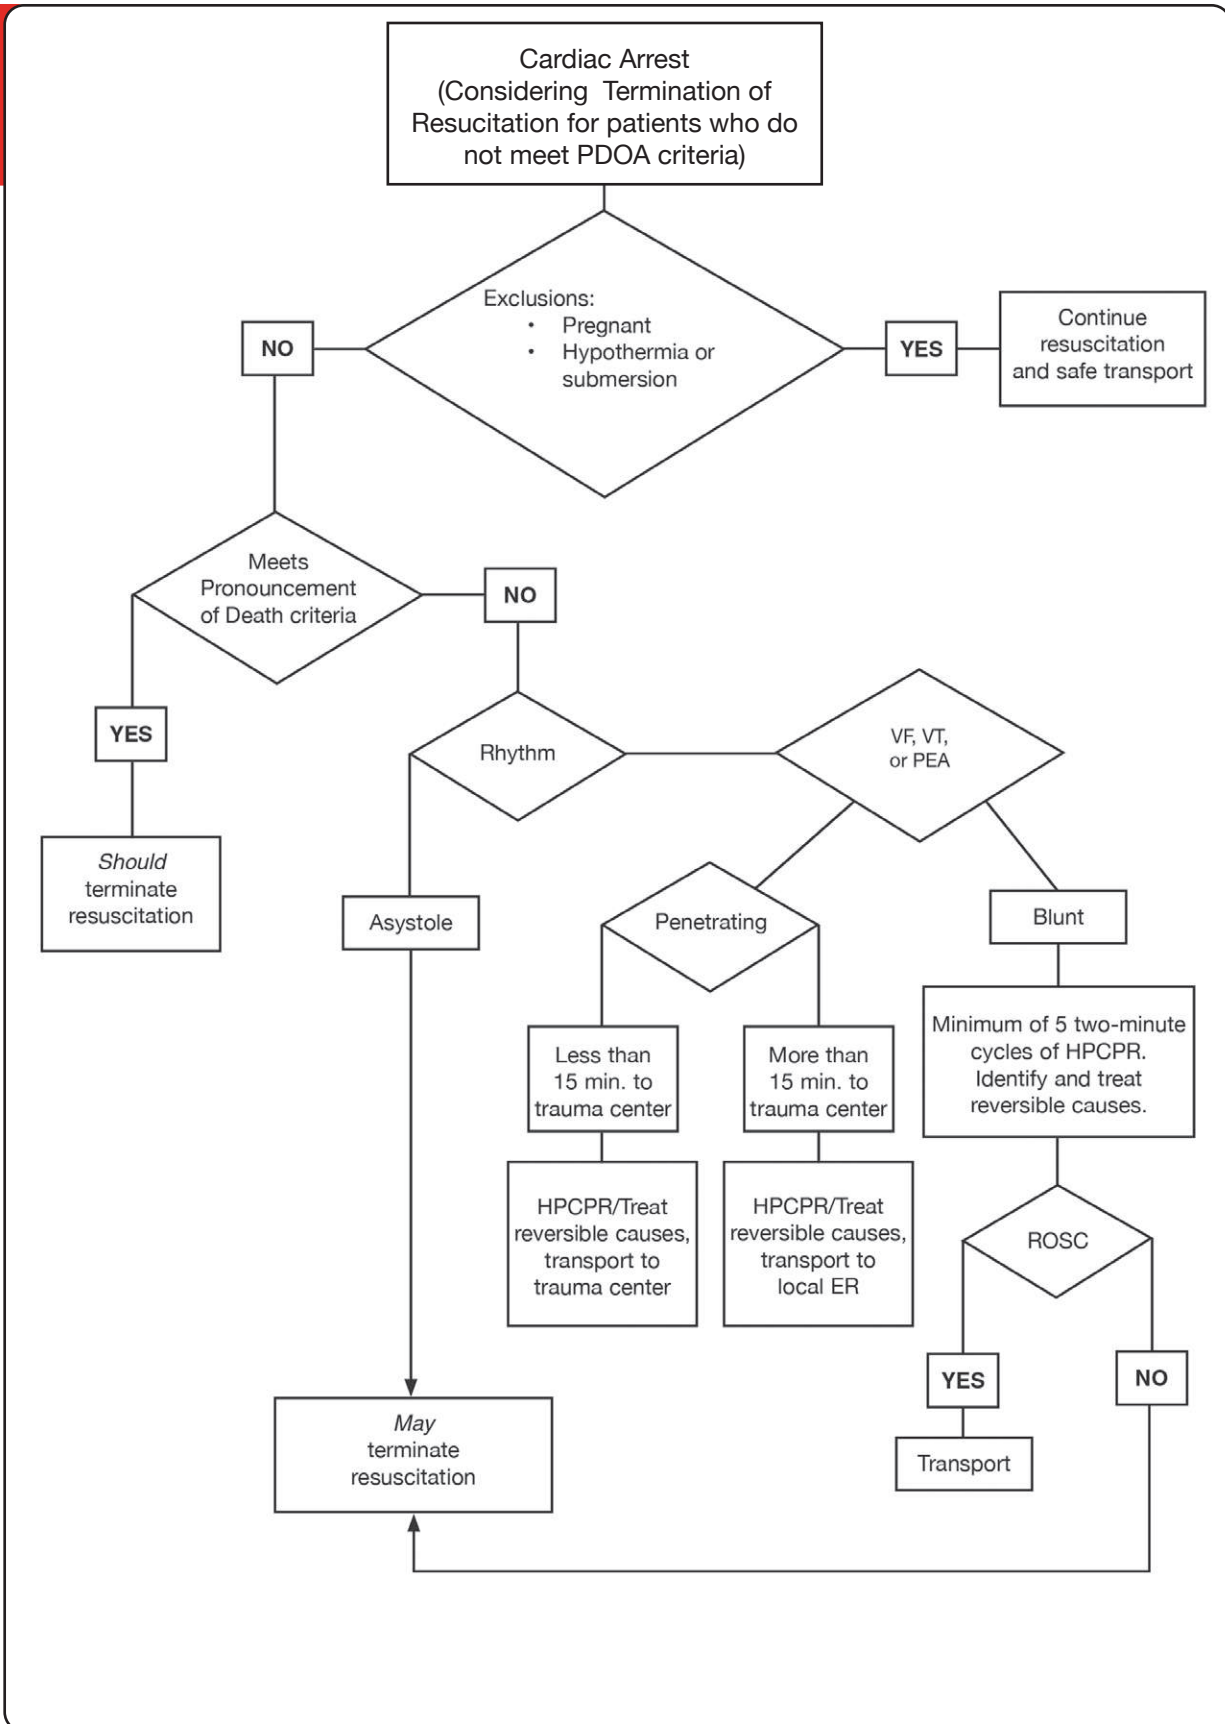 Cardiac Arrest
(Considering Termination of
Resucitation for patients who do
not meet PDOA criteria)
Exclusions:
• Pregnant
• Hypothermia or
submersion
NO
YES
Continue
resuscitation
and safe transport
Meets
Pronouncement
of Death criteria
NO
YES
Should
terminate
resuscitation
Rhythm
VF, VT,
or PEA
Asystole
Penetrating
Blunt
Less than
15 min. to
trauma center
More than
15 min. to
trauma center
Minimum of 5 two-minute
cycles of HPCPR.
Identify and treat
reversible causes.
HPCPR/Treat
reversible causes,
transport to
trauma center
HPCPR/Treat
reversible causes,
transport to
local ER
ROSC
YES
NO
Transport
May
terminate
resuscitation